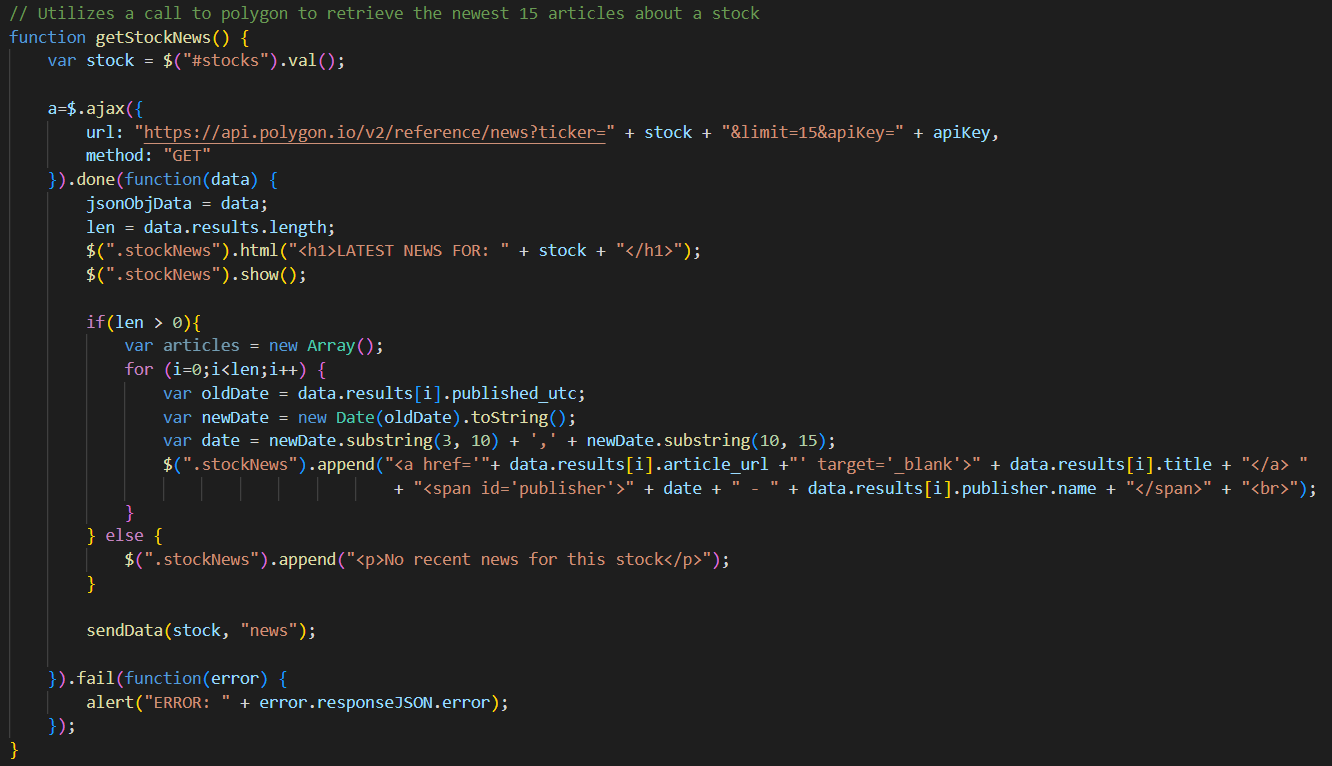 // Utilizes a call to polygon to retrieve the newest 15 articles about a stock
function getStockNews() {
    var stock = $("#stocks").val();

    a=$.ajax({
        url: "https://api.polygon.io/v2/reference/news?ticker=" + stock + "&limit=15&apiKey=" + apiKey,
        method: "GET"
    }).done(function(data) {
        jsonObjData = data;
        len = data.results.length;
        $(".stockNews").html("<h1>LATEST NEWS FOR: " + stock + "</h1>");
        $(".stockNews").show();

        if(len > 0){
            var articles = new Array();
            for (i=0;i<len;i++) {
                var oldDate = data.results[i].published_utc;
                var newDate = new Date(oldDate).toString();
                var date = newDate.substring(3, 10) + ',' + newDate.substring(10, 15);
                $(".stockNews").append("<a href='"+ data.results[i].article_url +"' target='_blank'>" + data.results[i].title + "</a> "
                                        + "<span id='publisher'>" + date + " - " + data.results[i].publisher.name + "</span>" + "<br>");
            }
        } else {
            $(".stockNews").append("<p>No recent news for this stock</p>");
        }

        sendData(stock, "news");

    }).fail(function(error) {
        alert("ERROR: " + error.responseJSON.error);
    });
}